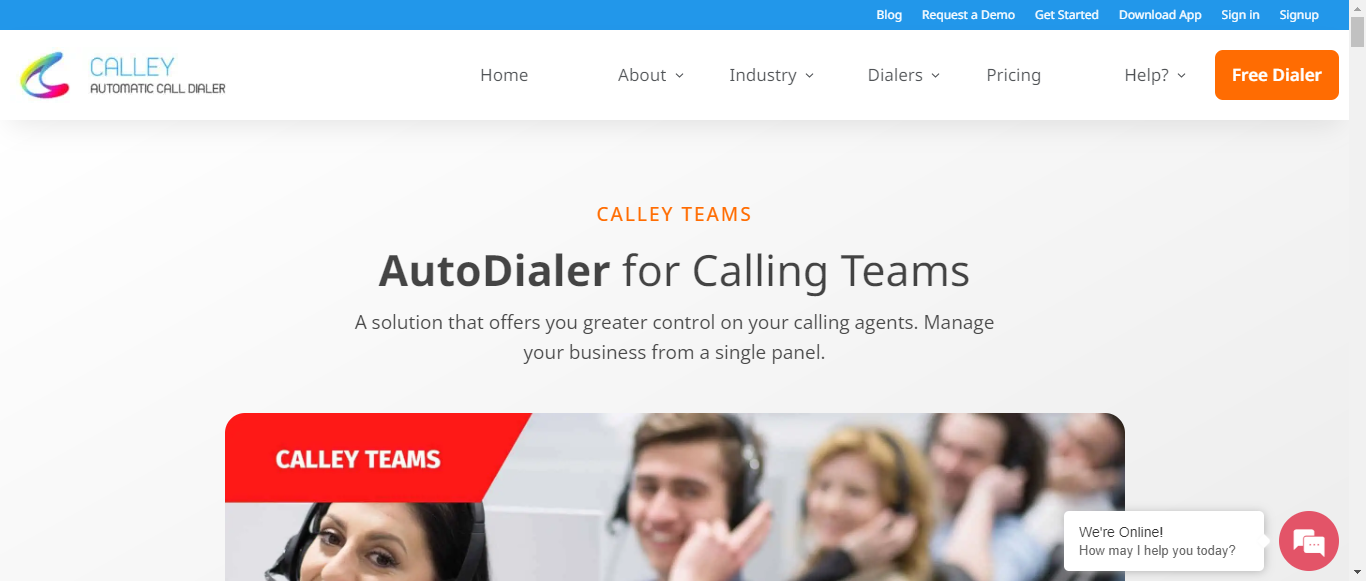 Blog Request a Demo Get Started Download App Sign in Signup
CALLEY
AUTOMATIC CALL DIALER
Home About Industry Dialers Pricing Help? Free Dialer
CALLEY TEAMS
AutoDialer for Calling Teams
A solution that offers you greater control on your calling agents. Manage
your business from a single panel.
CALLEY TEAMS
We're Online!
How may I help you today?